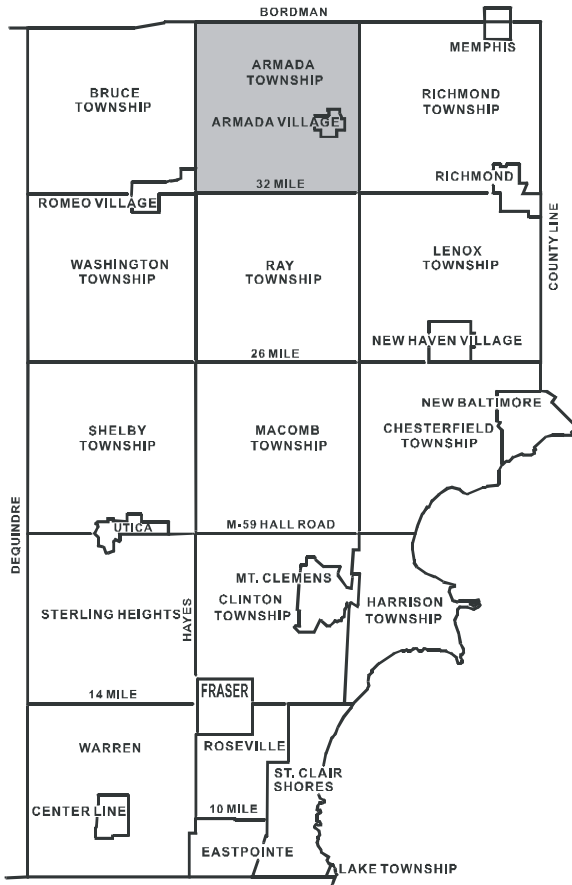 BORDMAN
MEMPHIS
ARMADA
TOWNSHIP
BRUCE
TOWNSHIP
RICHMOND
TOWNSHIP
ARMADA VILLAGE
RICHMOND
32 MILE
ROMEO VILLAGE
COUNTY LINE
WASHINGTON
TOWNSHIP
RAY
TOWNSHIP
LENOX
TOWNSHIP
NEW HAVEN VILLAGE
26 MILE
NEW BALTIMORE
SHELBY
TOWNSHIP
MACOMB
TOWNSHIP
CHESTERFIELD
TOWNSHIP
DEQUINDRE
UTICA
M-59 HALL ROAD
MT. CLEMENS
CLINTON
TOWNSHIP
HARRISON
TOWNSHIP
STERLING HEIGHTS
HAYES
14 MILE
FRASER
WARREN
ROSEVILLE
ST. CLAIR
SHORES
CENTER LINE
10 MILE
EASTPOINTE
LAKE TOWNSHIP